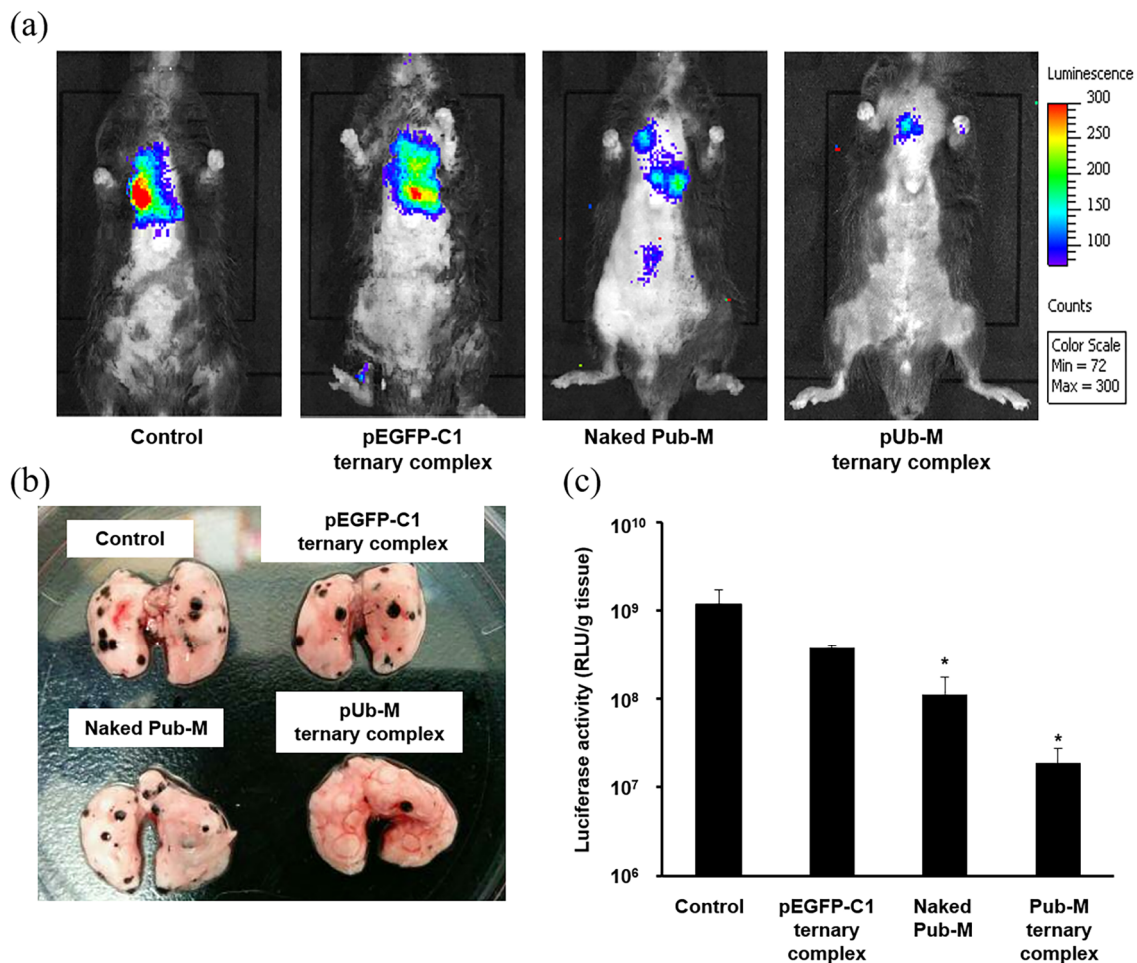 (a)
Luminescence
300
250
200
150
100
Counts
Color Scale
Min = 72
Max = 300
Control
pEGFP-C1
ternary complex
Naked Pub-M
pUb-M
ternary complex
(b)
Control
pEGFP-C1
ternary complex
Naked Pub-M
pUb-M
ternary complex
(c)
Luciferase activity (RLU/g tissue)
10¹⁰
10⁹
10⁸
10⁷
10⁶
*
*
Control
pEGFP-C1
ternary
complex
Naked
Pub-M
Pub-M
ternary
complex